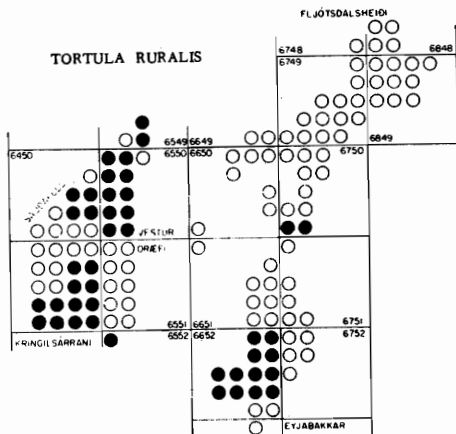 FLJÓTSDALSHEIÐI
6748 6848
TORTULA RURALIS
6749
6549 6649 6849
6450 6550 6650 6750
VESTUR
ÖRÆFI
6551 6651 6751
KRINGILSÁRRANI 6552 6652 6752
EYJABAKKAR